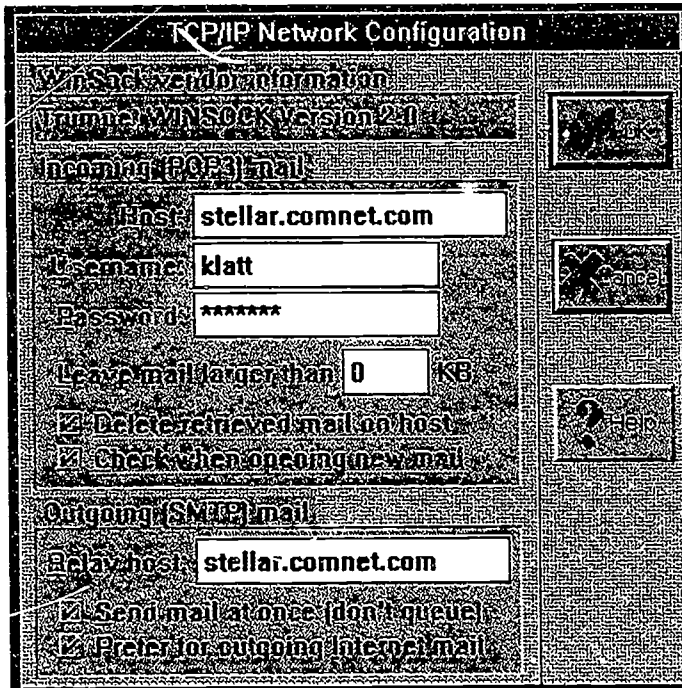 TCP/IP Network Configuration
WinSock vendor information
Trumpet WINSOCK Version 2.0
OK
Incoming (POP3) mail
Host: stellar.comnet.com
Username: klatt
Cancel
Password: *******
Leave mail larger than 0 KB
? Help
Delete retrieved mail on host
Check when opening new mail
Outgoing (SMTP) mail
Relay host: stellar.comnet.com
Send mail at once (don't queue)
Prefer for outgoing Internet mail